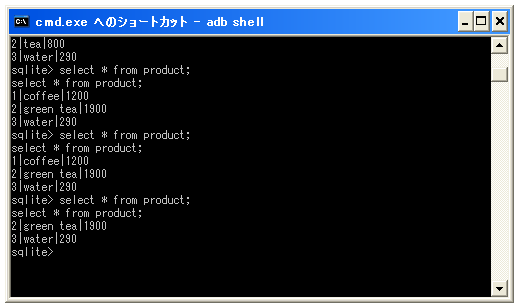 cmd.exe へのショートカット - adb shell
2|tea|800
3|water|290
sqlite> select * from product;
select * from product;
1|coffee|1200
2|green tea|1900
3|water|290
sqlite> select * from product;
select * from product;
1|coffee|1200
2|green tea|1900
3|water|290
sqlite> select * from product;
select * from product;
2|green tea|1900
3|water|290
sqlite>